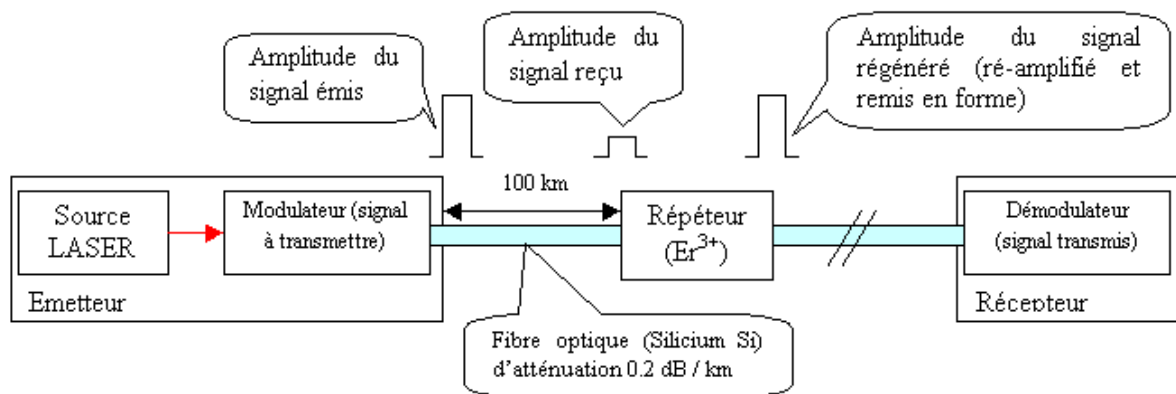 Amplitude du
signal émis
Amplitude du
signal reçu
Amplitude du signal
régénéré (ré-amplifié et
remis en forme)
100 km
Source
LASER
Modulateur (signal
à transmettre)
Répéteur
(Er³⁺)
Démodulateur
(signal transmis)
Emetteur
Récepteur
Fibre optique (Silicium Si)
d'atténuation 0.2 dB / km